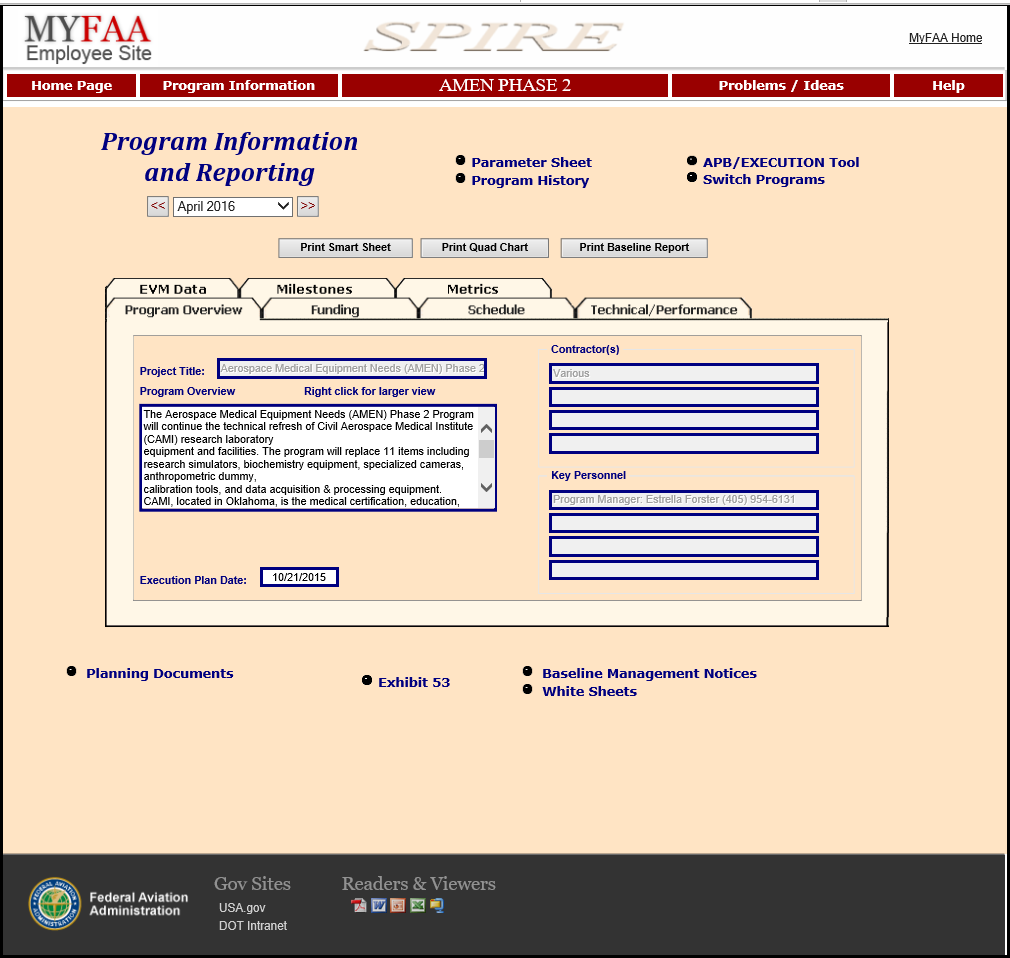 MYFAA
Employee Site
SPIRE
MyFAA Home
Home Page
Program Information
AMEN PHASE 2
Problems / Ideas
Help
Program Information
and Reporting
Parameter Sheet
Program History
APB/EXECUTION Tool
Switch Programs
<< April 2016 >>
Print Smart Sheet
Print Quad Chart
Print Baseline Report
EVM Data
Milestones
Metrics
Program Overview
Funding
Schedule
Technical/Performance
Project Title: Aerospace Medical Equipment Needs (AMEN) Phase 2
Program Overview
Right click for larger view
The Aerospace Medical Equipment Needs (AMEN) Phase 2 Program
will continue the technical refresh of Civil Aerospace Medical Institute
(CAMI) research laboratory
equipment and facilities. The program will replace 11 items including
research simulators, biochemistry equipment, specialized cameras,
anthropometric dummy,
calibration tools, and data acquisition & processing equipment.
CAMI, located in Oklahoma, is the medical certification, education,
Execution Plan Date: 10/21/2015
Contractor(s)
Various
Key Personnel
Program Manager: Estrella Forster (405) 954-6131
Planning Documents
Exhibit 53
Baseline Management Notices
White Sheets
Federal Aviation
Administration
Gov Sites
USA.gov
DOT Intranet
Readers & Viewers